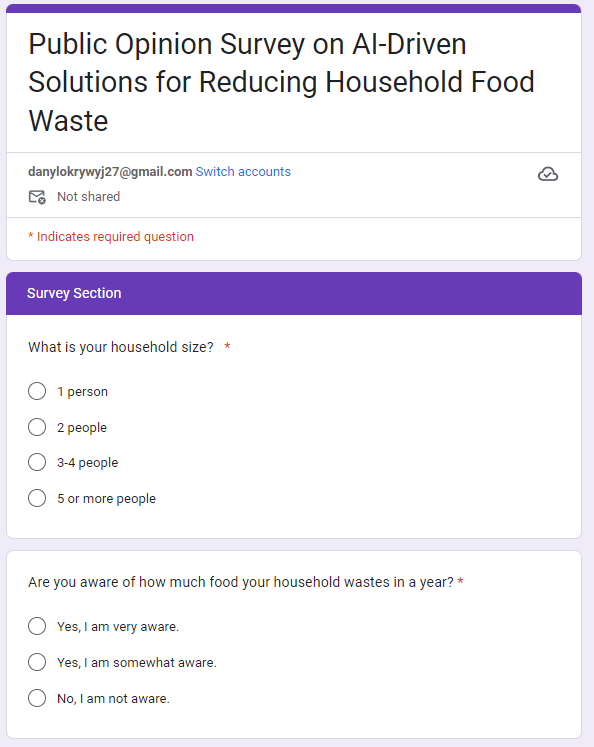 Public Opinion Survey on AI-Driven
Solutions for Reducing Household Food
Waste
danylokrywyj27@gmail.com Switch accounts
Not shared
* Indicates required question
Survey Section
What is your household size? *
1 person
2 people
3-4 people
5 or more people
Are you aware of how much food your household wastes in a year? *
Yes, I am very aware.
Yes, I am somewhat aware.
No, I am not aware.